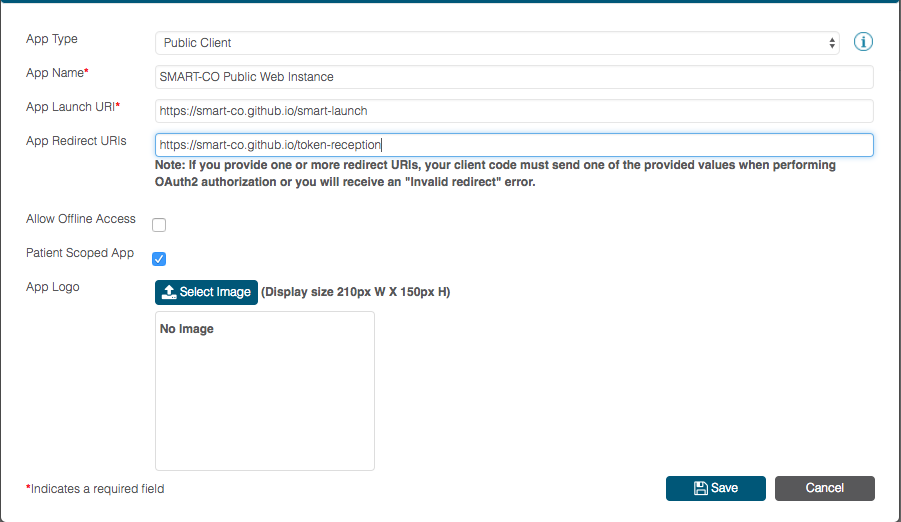 App Type
Public Client
App Name*
SMART-CO Public Web Instance
App Launch URI*
https://smart-co.github.io/smart-launch
App Redirect URIs
https://smart-co.github.io/token-reception
Note: If you provide one or more redirect URIs, your client code must send one of the provided values when performing
OAuth2 authorization or you will receive an "Invalid redirect" error.
Allow Offline Access
Patient Scoped App
App Logo
Select Image (Display size 210px W X 150px H)
No Image
*Indicates a required field
Save
Cancel